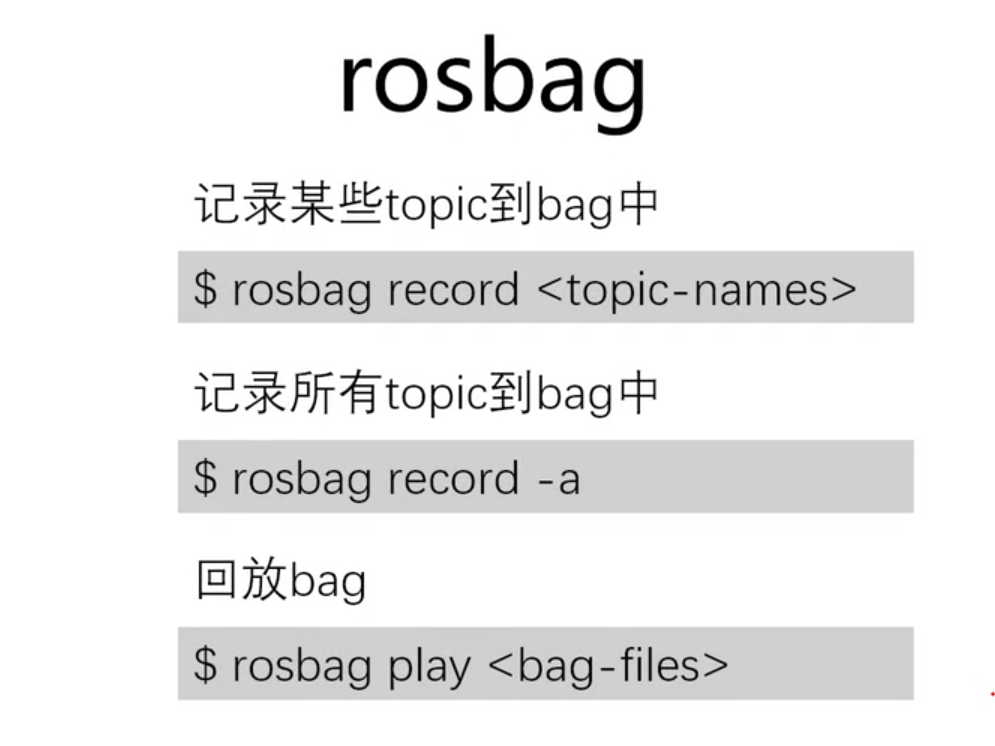 rosbag
记录某些topic到bag中
$ rosbag record <topic-names>
记录所有topic到bag中
$ rosbag record -a
回放bag
$ rosbag play <bag-files>